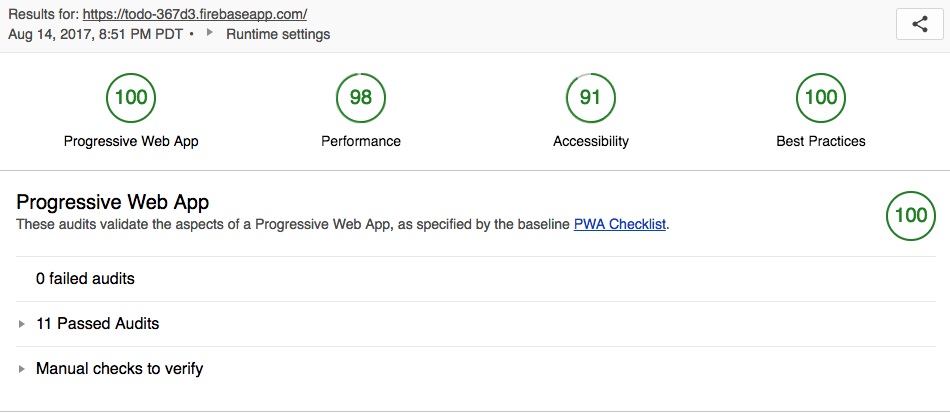 Results for: https://todo-367d3.firebaseapp.com/
Aug 14, 2017, 8:51 PM PDT • Runtime settings
100 98 91 100
Progressive Web App Performance Accessibility Best Practices
Progressive Web App
These audits validate the aspects of a Progressive Web App, as specified by the baseline PWA Checklist.
100
0 failed audits
11 Passed Audits
Manual checks to verify